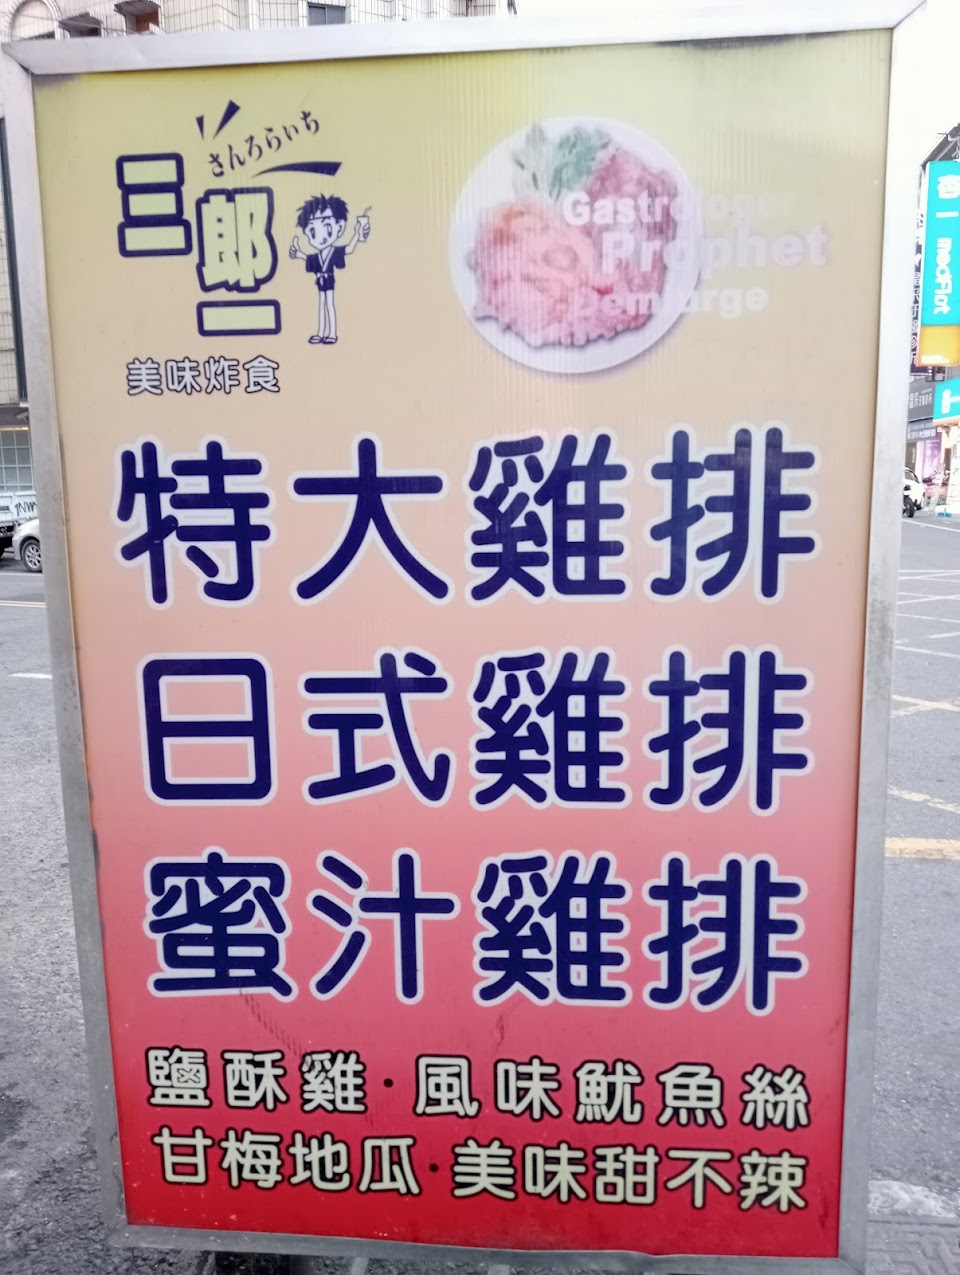 さんろらいち
三郎一
美味炸食
Prophet
特大雞排
日式雞排
蜜汁雞排
鹽酥雞·風味魷魚絲
甘梅地瓜·美味甜不辣